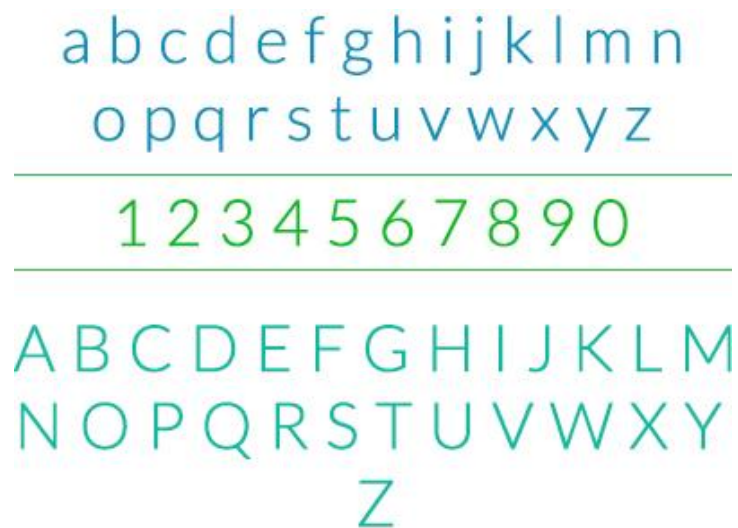 a b c d e f g h i j k l m n
o p q r s t u v w x y z
1 2 3 4 5 6 7 8 9 0
A B C D E F G H I J K L M
N O P Q R S T U V W X Y
Z